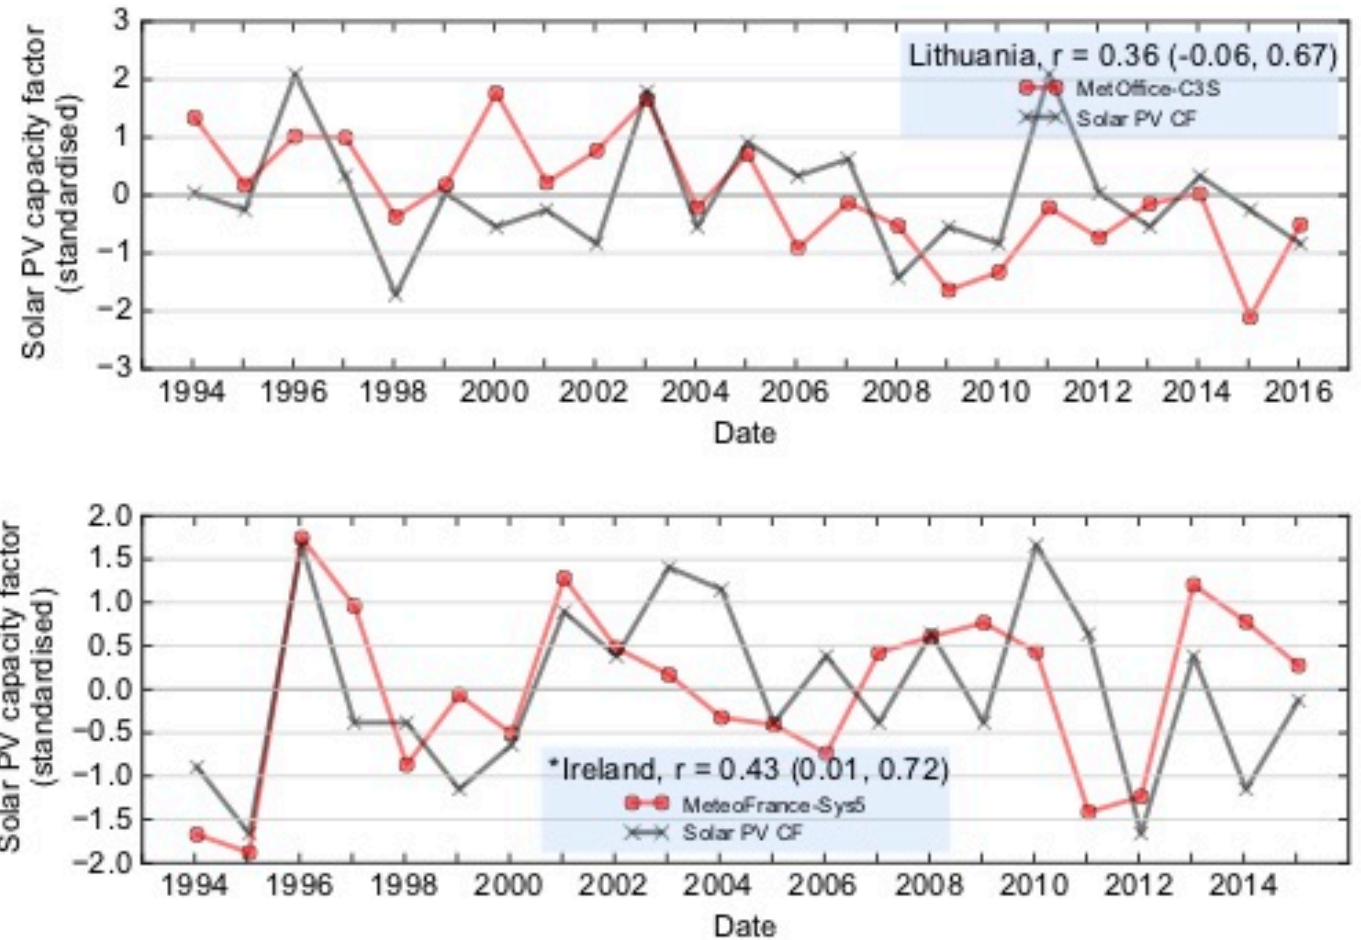 Solar PV capacity factor
(standardised)
3
2
1
0
−1
−2
−3
Lithuania, r = 0.36 (-0.06, 0.67)
MetOffice-C3S
Solar PV CF
1994 1996 1998 2000 2002 2004 2006 2008 2010 2012 2014 2016
Date
Solar PV capacity factor
(standardised)
2.0
1.5
1.0
0.5
0.0
−0.5
−1.0
−1.5
−2.0
*Ireland, r = 0.43 (0.01, 0.72)
MeteoFrance-Sys5
Solar PV CF
1994 1996 1998 2000 2002 2004 2006 2008 2010 2012 2014
Date